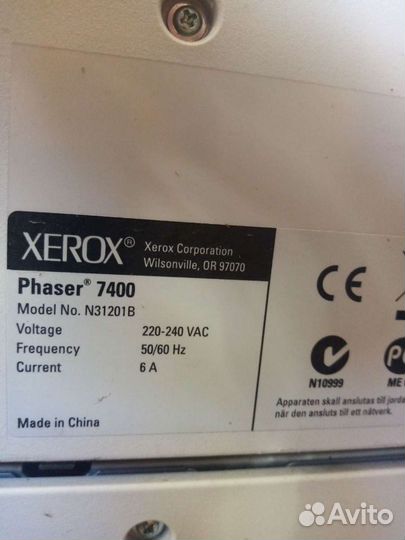 XEROX® Xerox Corporation
Wilsonville, OR 97070
Phaser® 7400
Model No. N31201B
Voltage 220-240 VAC
Frequency 50/60 Hz
Current 6 A
Made in China
CE
N10999
ME
Apparaten skall anslutas till
när den ansluts till ett nätverk.
Avito